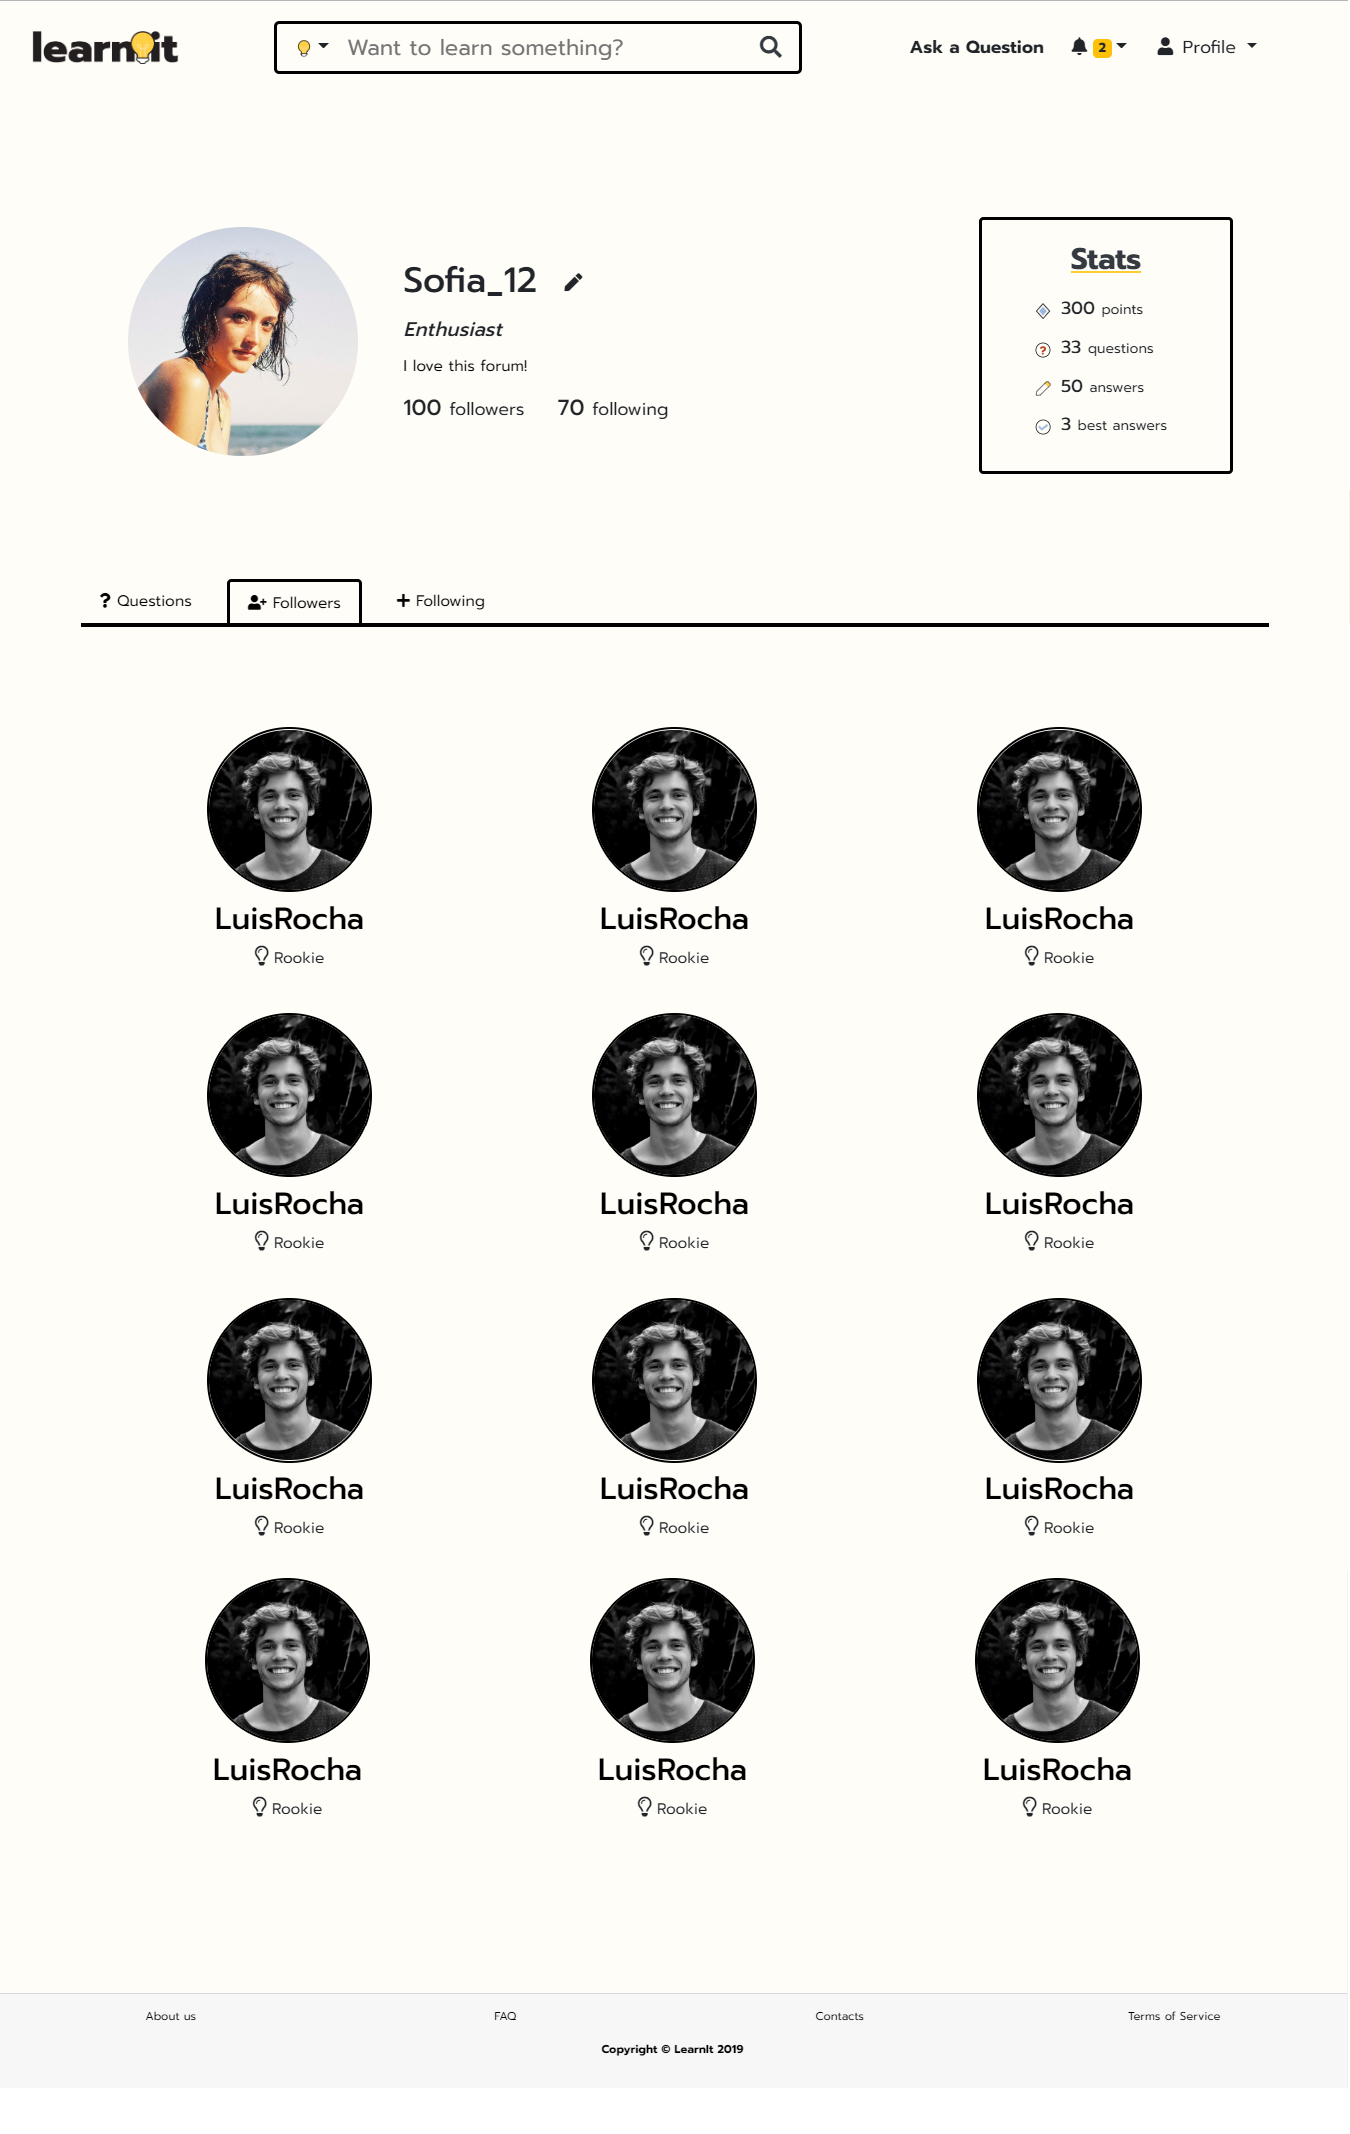 learnit
Want to learn something?
Ask a Question
2
Profile
Sofia_12
Enthusiast
I love this forum!
100 followers 70 following
Stats
300 points
33 questions
50 answers
3 best answers
Questions
Followers
Following
LuisRocha LuisRocha LuisRocha
Rookie Rookie Rookie
LuisRocha LuisRocha LuisRocha
Rookie Rookie Rookie
LuisRocha LuisRocha LuisRocha
Rookie Rookie Rookie
LuisRocha LuisRocha LuisRocha
Rookie Rookie Rookie
About us FAQ Contacts Terms of Service
Copyright © LearnIt 2019